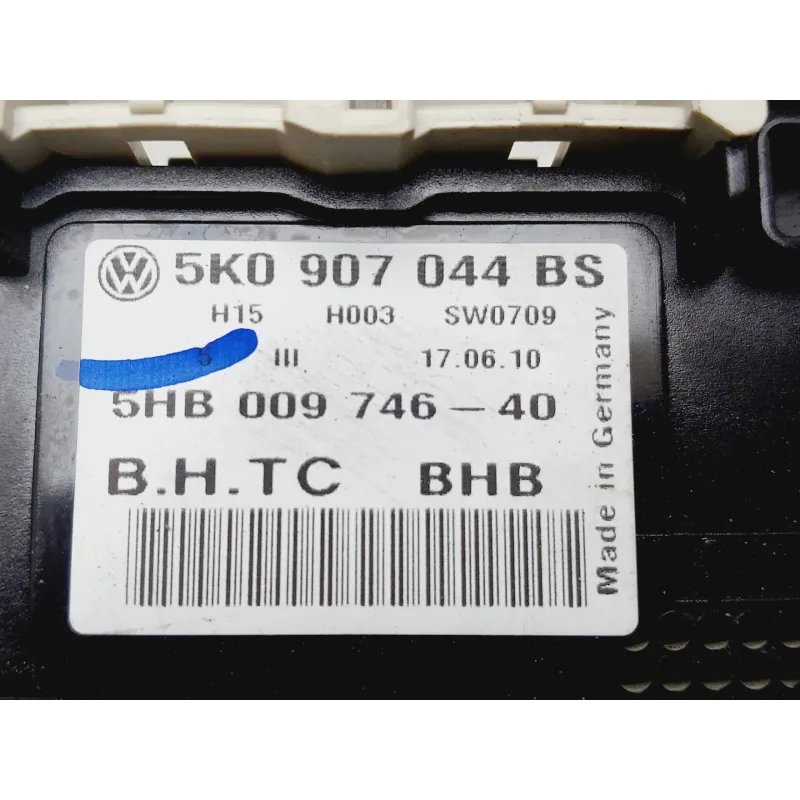 5K0 907 044 BS
H15 H003 SW0709
5 III 17.06.10
5HB 009 746-40
B.H.TC BHB
Made in Germany